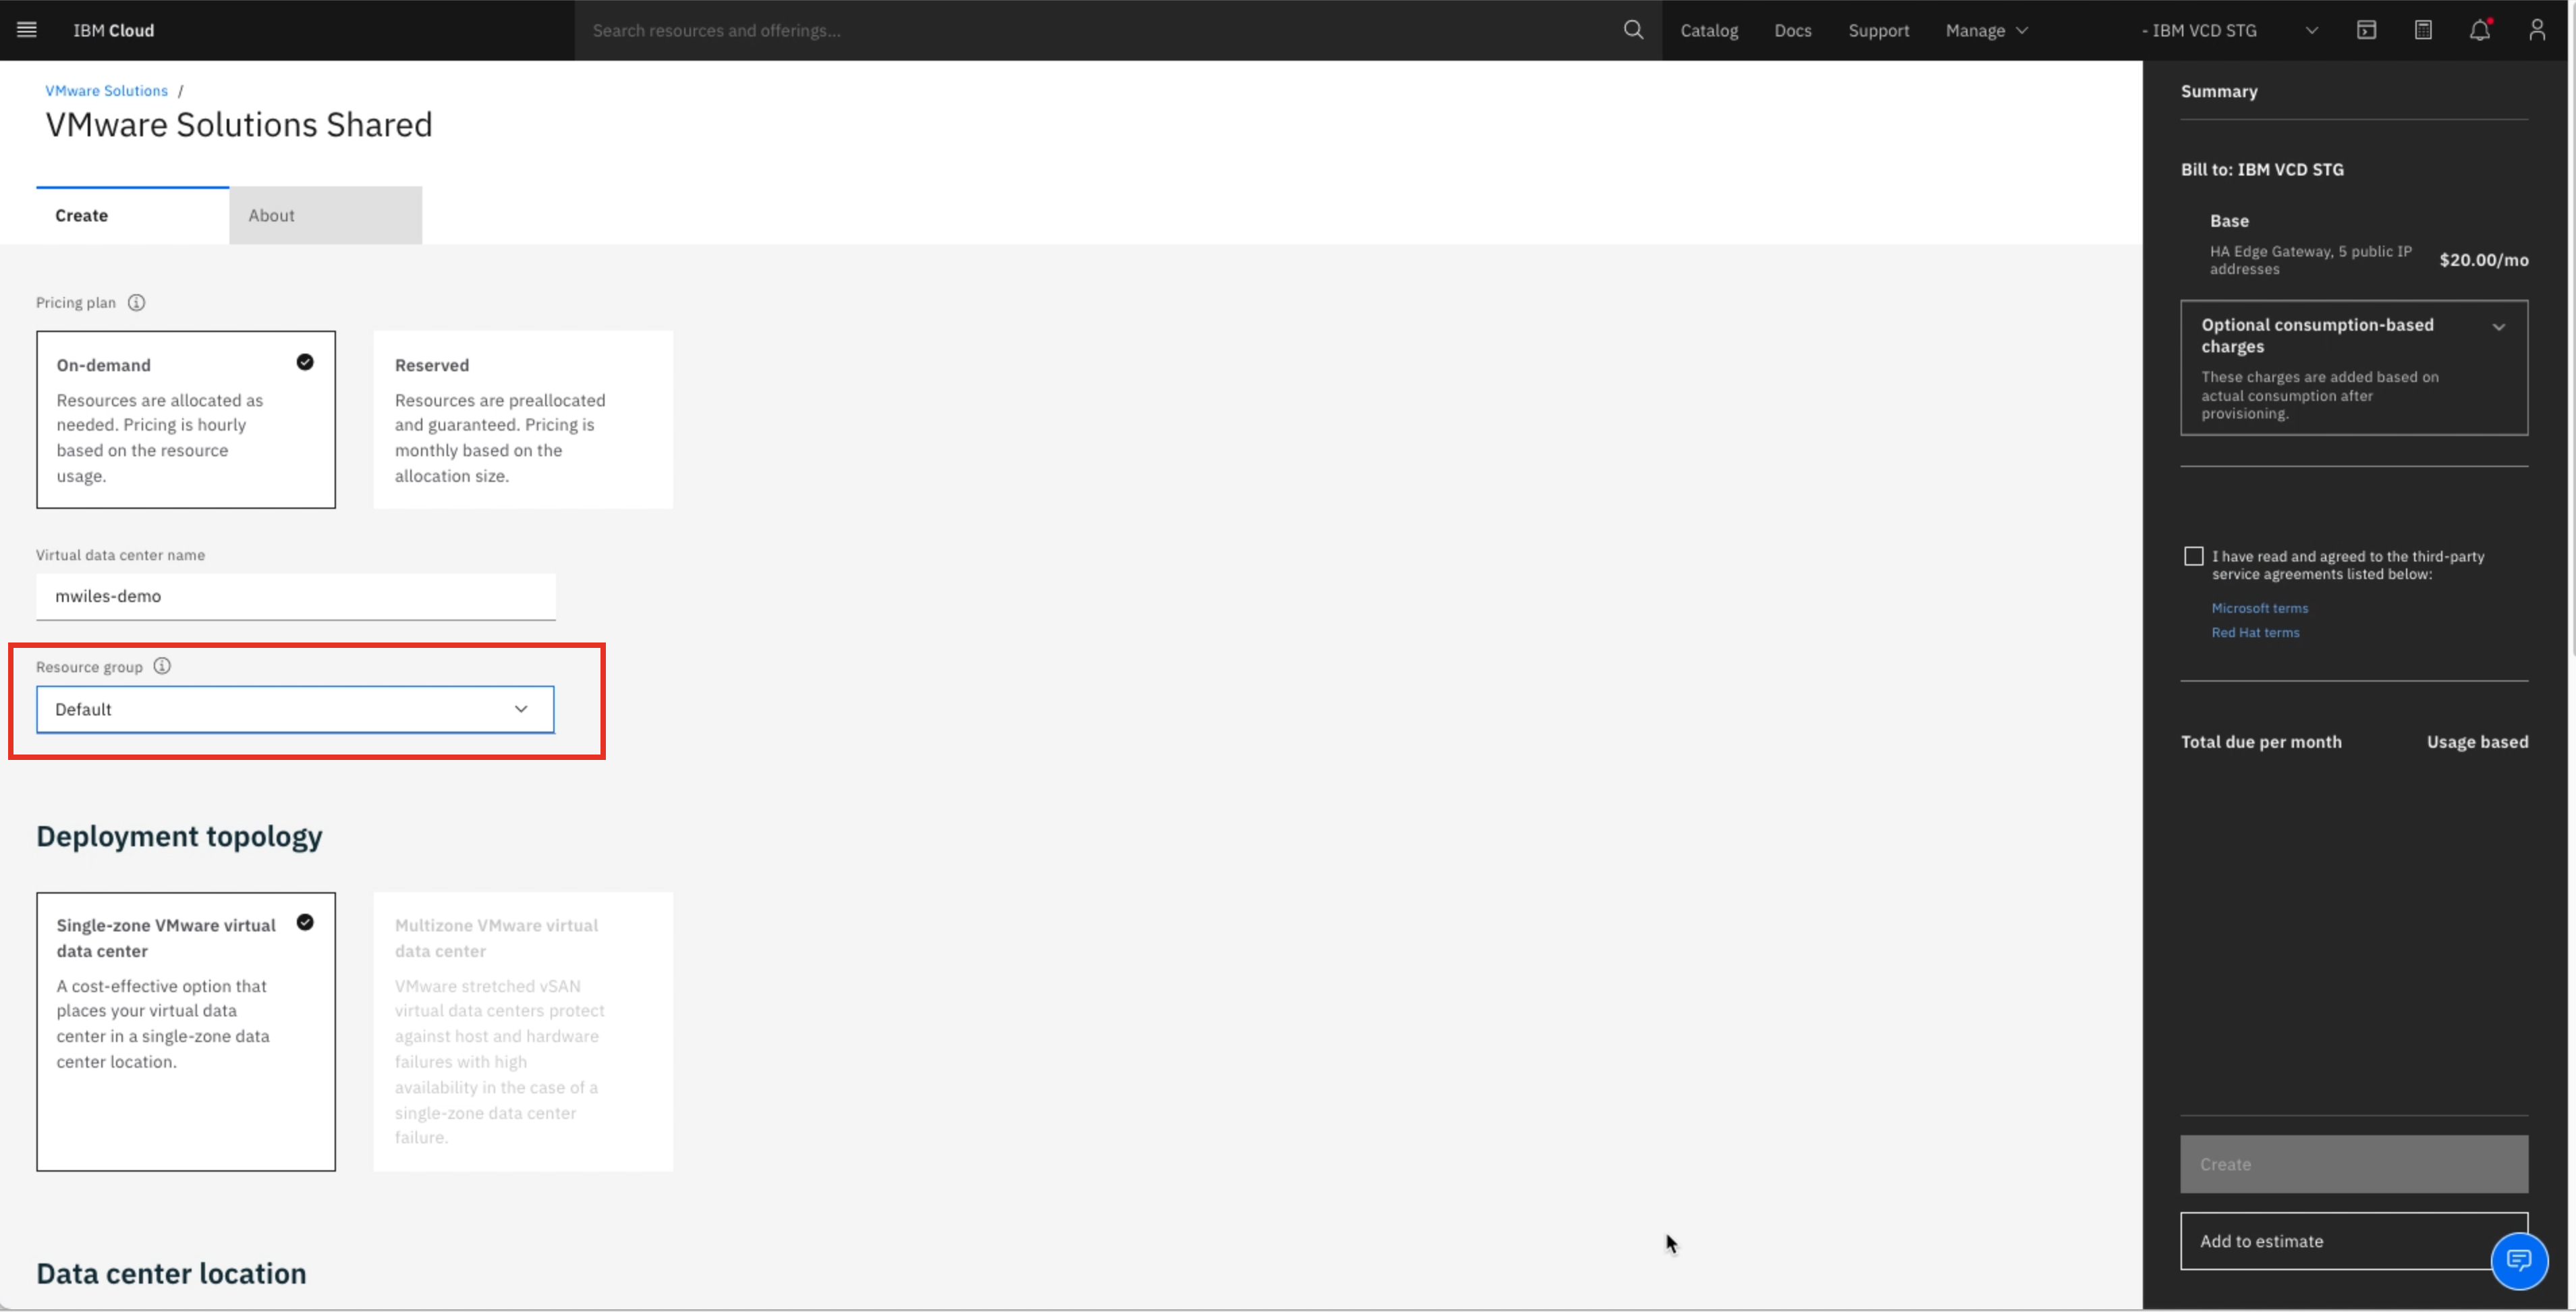 IBM Cloud
Search resources and offerings...
Catalog
Docs
Support
Manage
- IBM VCD STG
VMware Solutions /
VMware Solutions Shared
Create
About
Pricing plan
On-demand
Resources are allocated as
needed. Pricing is hourly
based on the resource
usage.
Reserved
Resources are preallocated
and guaranteed. Pricing is
monthly based on the
allocation size.
Virtual data center name
mwiles-demo
Resource group
Default
Deployment topology
Single-zone VMware virtual
data center
A cost-effective option that
places your virtual data
center in a single-zone data
center location.
Multizone VMware virtual
data center
VMware stretched vSAN
virtual data centers protect
against host and hardware
failures with high
availability in the case of a
single-zone data center
failure.
Data center location
Summary
Bill to: IBM VCD STG
Base
HA Edge Gateway, 5 public IP
addresses
$20.00/mo
Optional consumption-based
charges
These charges are added based on
actual consumption after
provisioning.
I have read and agreed to the third-party
service agreements listed below:
Microsoft terms
Red Hat terms
Total due per month
Usage based
Create
Add to estimate